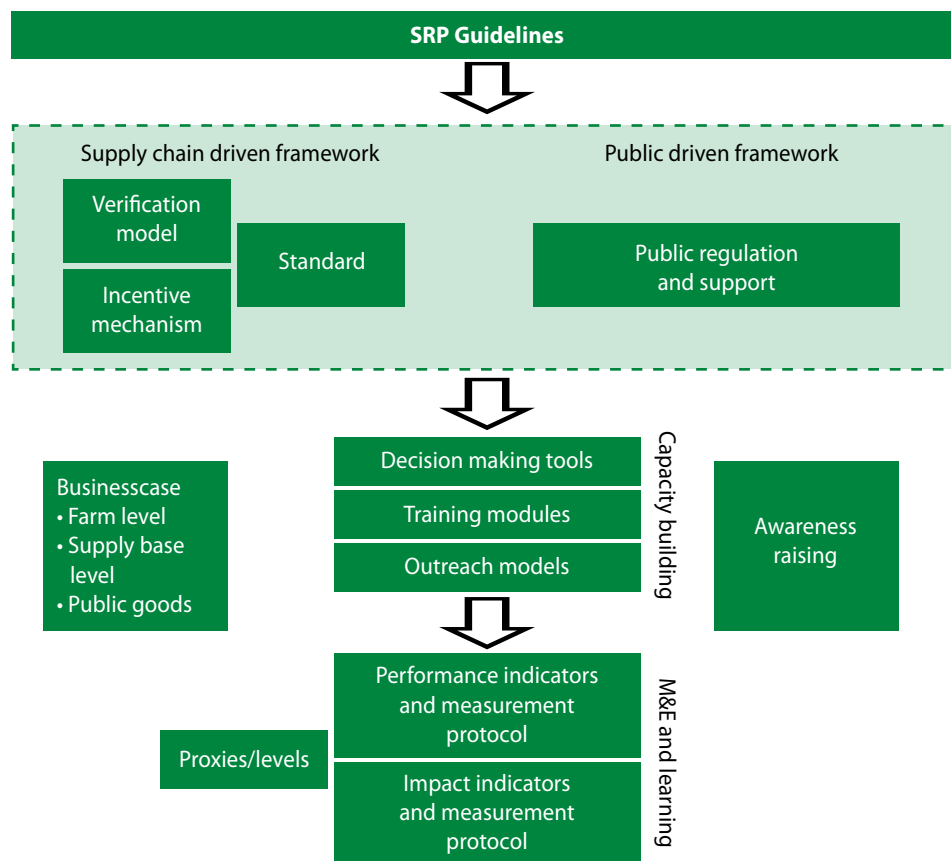 SRP Guidelines
Supply chain driven framework
Public driven framework
Verification
model
Standard
Incentive
mechanism
Public regulation
and support
Businesscase
• Farm level
• Supply base
level
• Public goods
Decision making tools
Training modules
Outreach models
Capacity building
Awareness
raising
Proxies/levels
Performance indicators
and measurement
protocol
Impact indicators
and measurement
protocol
M&E and learning